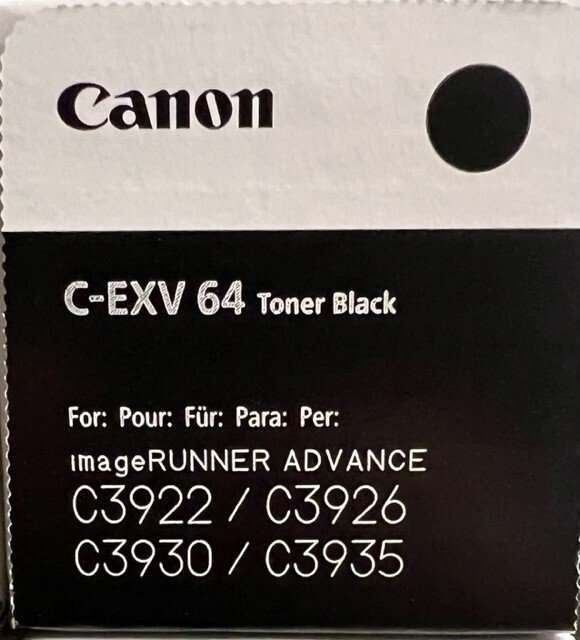 Canon
C-EXV 64 Toner Black
For: Pour: Für: Para: Per:
imageRUNNER ADVANCE
C3922 / C3926
C3930 / C3935